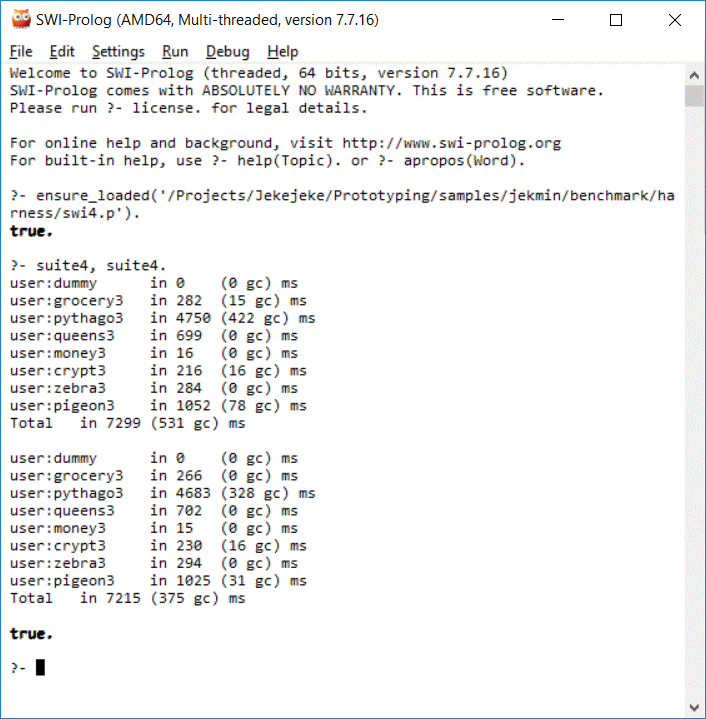 SWI-Prolog (AMD64, Multi-threaded, version 7.7.16)
File Edit Settings Run Debug Help
Welcome to SWI-Prolog (threaded, 64 bits, version 7.7.16)
SWI-Prolog comes with ABSOLUTELY NO WARRANTY. This is free software.
Please run ?- license. for legal details.

For online help and background, visit http://www.swi-prolog.org
For built-in help, use ?- help(Topic). or ?- apropos(Word).

?- ensure_loaded('/Projects/Jekejeke/Prototyping/samples/jekmin/benchmark/ha
rness/swi4.p').
true.

?- suite4, suite4.
user:dummy      in 0    (0 gc) ms
user:grocery3   in 282  (15 gc) ms
user:pythago3   in 4750 (422 gc) ms
user:queens3    in 699  (0 gc) ms
user:money3     in 16   (0 gc) ms
user:crypt3     in 216  (16 gc) ms
user:zebra3     in 284  (0 gc) ms
user:pigeon3    in 1052 (78 gc) ms
Total   in 7299 (531 gc) ms

user:dummy      in 0    (0 gc) ms
user:grocery3   in 266  (0 gc) ms
user:pythago3   in 4683 (328 gc) ms
user:queens3    in 702  (0 gc) ms
user:money3     in 15   (0 gc) ms
user:crypt3     in 230  (16 gc) ms
user:zebra3     in 294  (0 gc) ms
user:pigeon3    in 1025 (31 gc) ms
Total   in 7215 (375 gc) ms

true.

?-